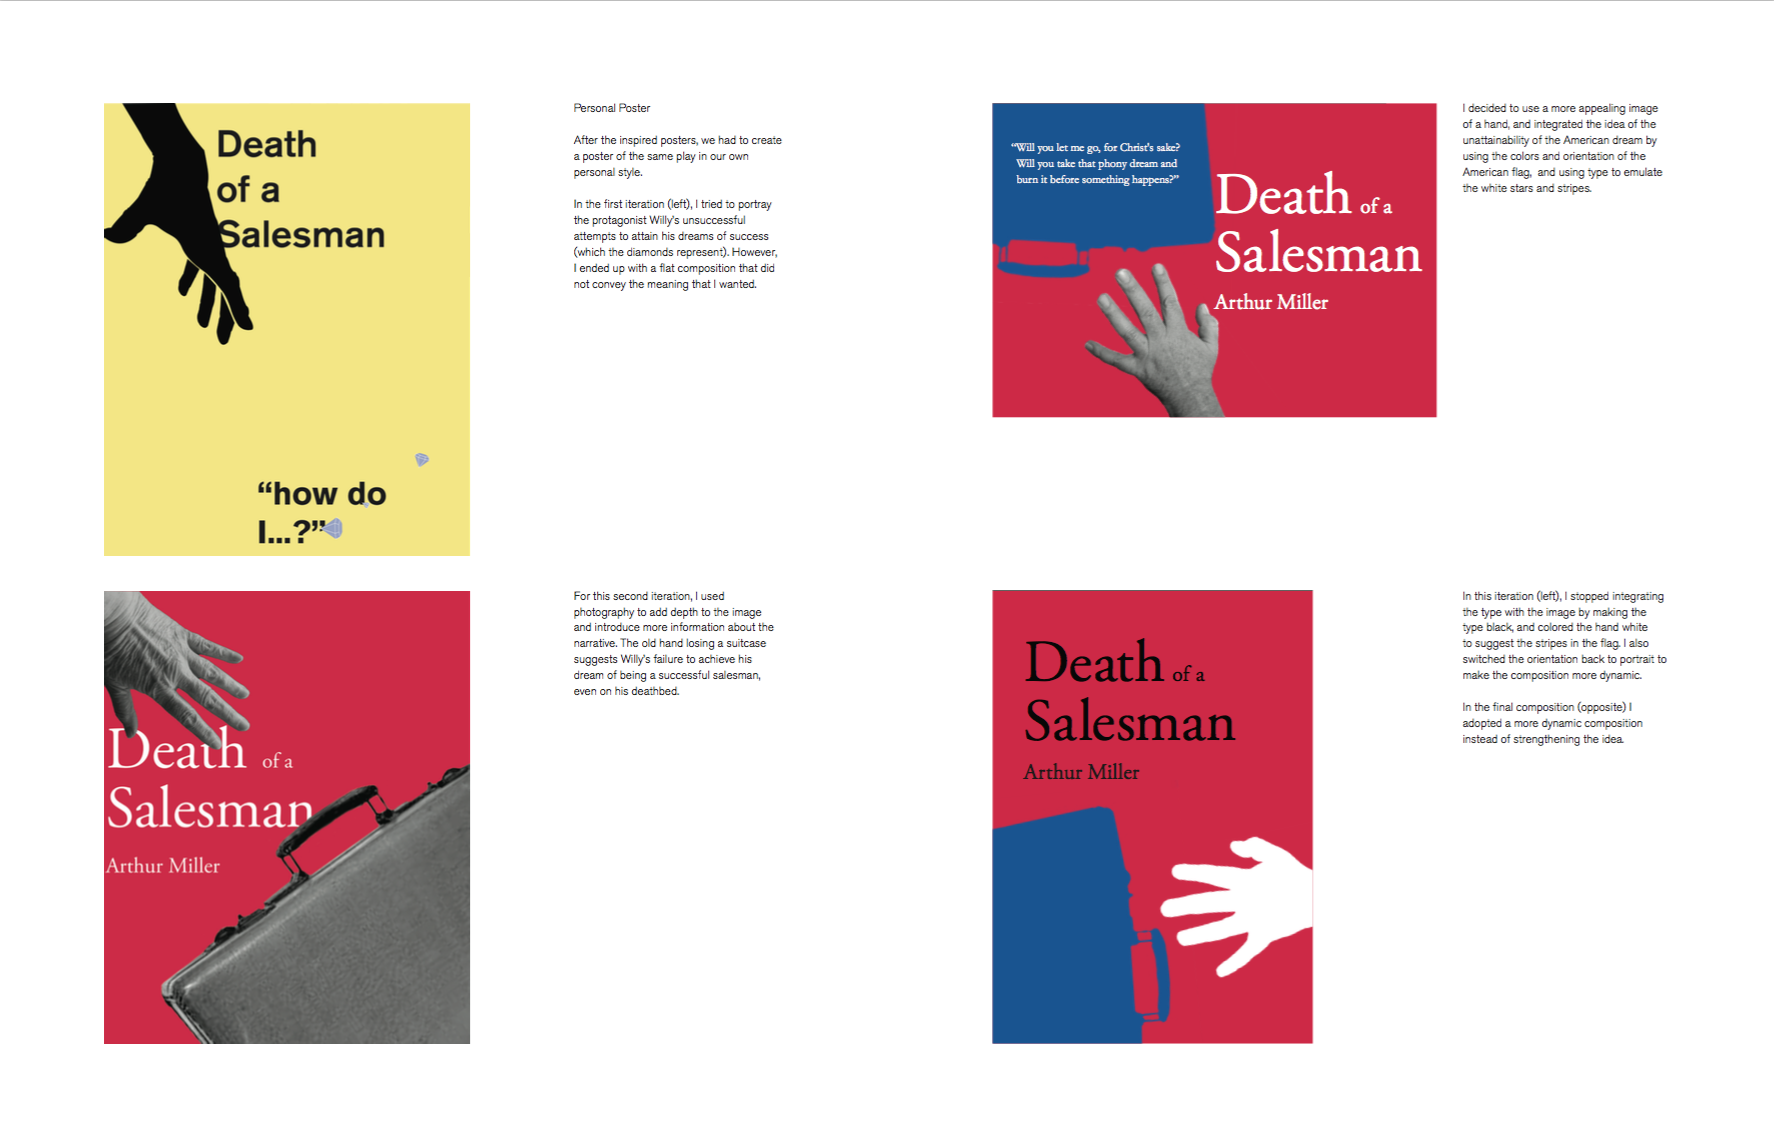 Death
of a
Salesman
“how do
I...?”
Personal Poster
After the inspired posters, we had to create
a poster of the same play in our own
personal style.
In the first iteration (left), I tried to portray
the protagonist Willy's unsuccessful
attempts to attain his dreams of success
(which the diamonds represent). However,
I ended up with a flat composition that did
not convey the meaning that I wanted.
Death of a
Salesman
Arthur Miller
For this second iteration, I used
photography to add depth to the image
and introduce more information about the
narrative. The old hand losing a suitcase
suggests Willy's failure to achieve his
dream of being a successful salesman,
even on his deathbed.
“Will you let me go, for Christ's sake?
Will you take that phony dream and
burn it before something happens?”
Death of a
Salesman
Arthur Miller
I decided to use a more appealing image
of a hand, and integrated the idea of the
unattainability of the American dream by
using the colors and orientation of the
American flag, and using type to emulate
the white stars and stripes.
Death of a
Salesman
Arthur Miller
In this iteration (left), I stopped integrating
the type with the image by making the
type black, and colored the hand white
to suggest the stripes in the flag. I also
switched the orientation back to portrait to
make the composition more dynamic.
In the final composition (opposite) I
adopted a more dynamic composition
instead of strengthening the idea.